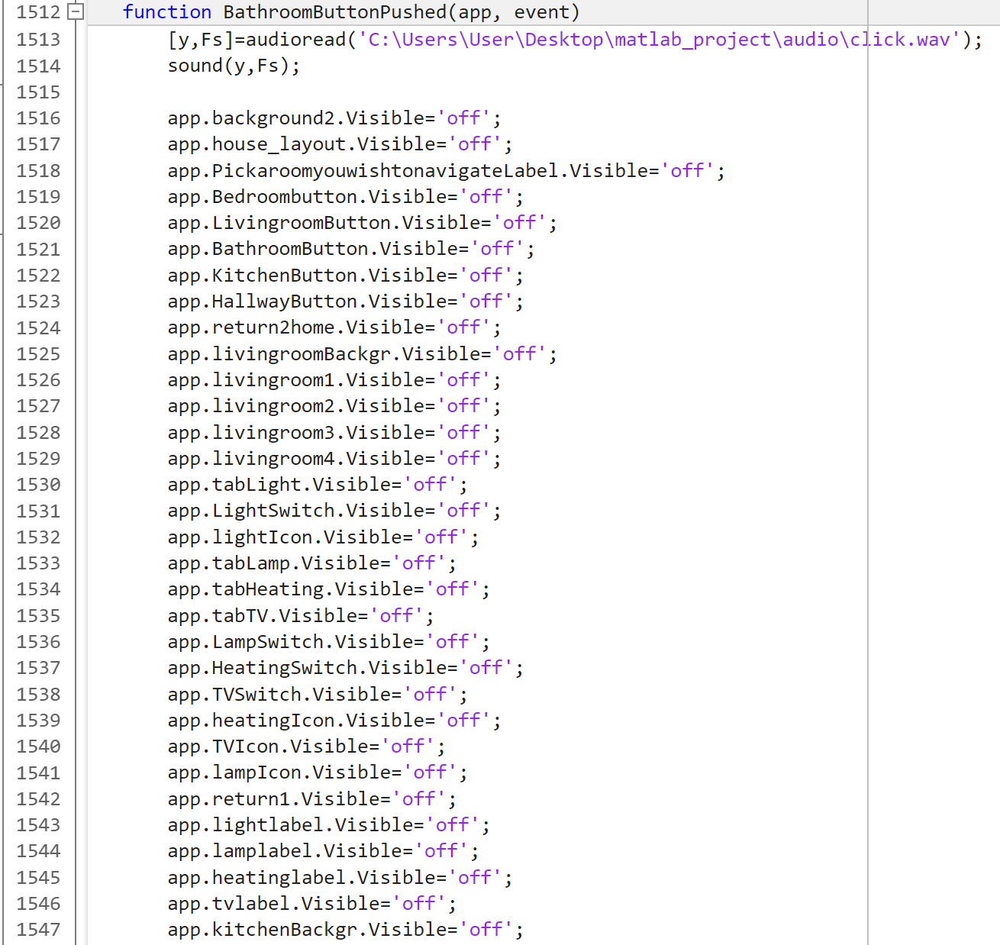 1512 function BathroomButtonPushed(app, event)
1513 [y,Fs]=audioread('C:\Users\User\Desktop\matlab_project\audio\click.wav');
1514 sound(y,Fs);
1515
1516 app.background2.Visible='off';
1517 app.house_layout.Visible='off';
1518 app.PickaroomyouwishtonavigateLabel.Visible='off';
1519 app.Bedroombutton.Visible='off';
1520 app.LivingroomButton.Visible='off';
1521 app.BathroomButton.Visible='off';
1522 app.KitchenButton.Visible='off';
1523 app.HallwayButton.Visible='off';
1524 app.return2home.Visible='off';
1525 app.livingroomBackgr.Visible='off';
1526 app.livingroom1.Visible='off';
1527 app.livingroom2.Visible='off';
1528 app.livingroom3.Visible='off';
1529 app.livingroom4.Visible='off';
1530 app.tabLight.Visible='off';
1531 app.LightSwitch.Visible='off';
1532 app.lightIcon.Visible='off';
1533 app.tabLamp.Visible='off';
1534 app.tabHeating.Visible='off';
1535 app.tabTV.Visible='off';
1536 app.LampSwitch.Visible='off';
1537 app.HeatingSwitch.Visible='off';
1538 app.TVSwitch.Visible='off';
1539 app.heatingIcon.Visible='off';
1540 app.TVIcon.Visible='off';
1541 app.lampIcon.Visible='off';
1542 app.return1.Visible='off';
1543 app.lightlabel.Visible='off';
1544 app.lamplabel.Visible='off';
1545 app.heatinglabel.Visible='off';
1546 app.tvlabel.Visible='off';
1547 app.kitchenBackgr.Visible='off';